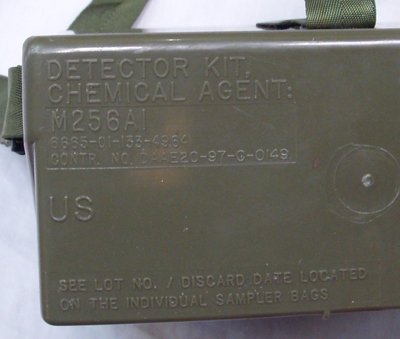 DETECTOR KIT,
CHEMICAL AGENT:
M256A1
6665-01-133-4964
CONTR. NO. DAAE20-97-G-0149
US
SEE LOT NO. / DISCARD DATE LOCATED
ON THE INDIVIDUAL SAMPLER BAGS